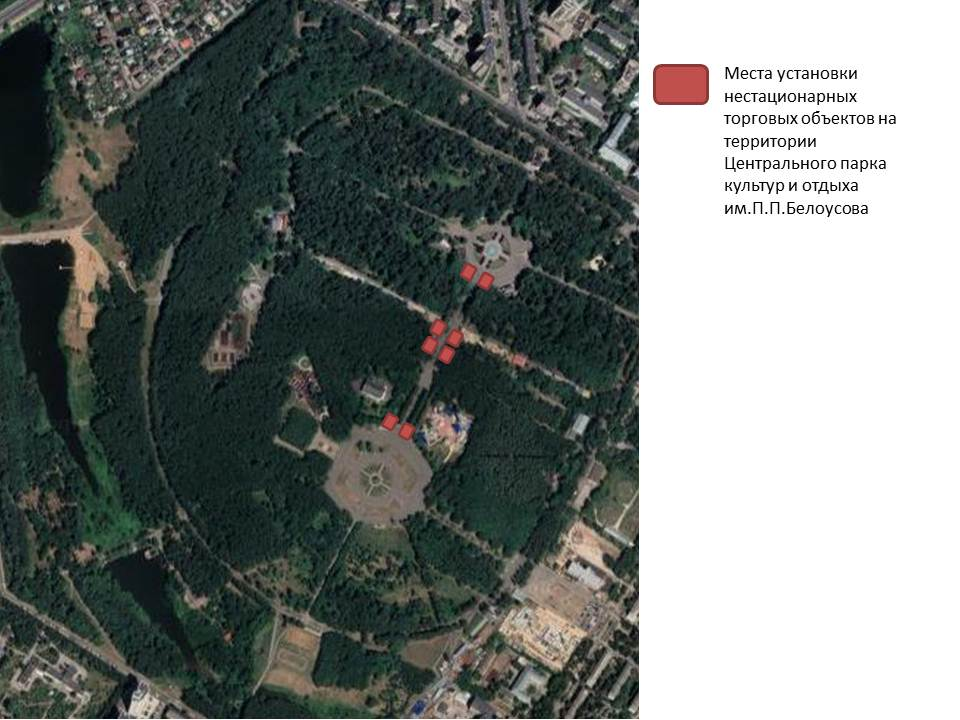 Места установки
нестационарных
торговых объектов на
территории
Центрального парка
культур и отдыха
им.П.П.Белоусова